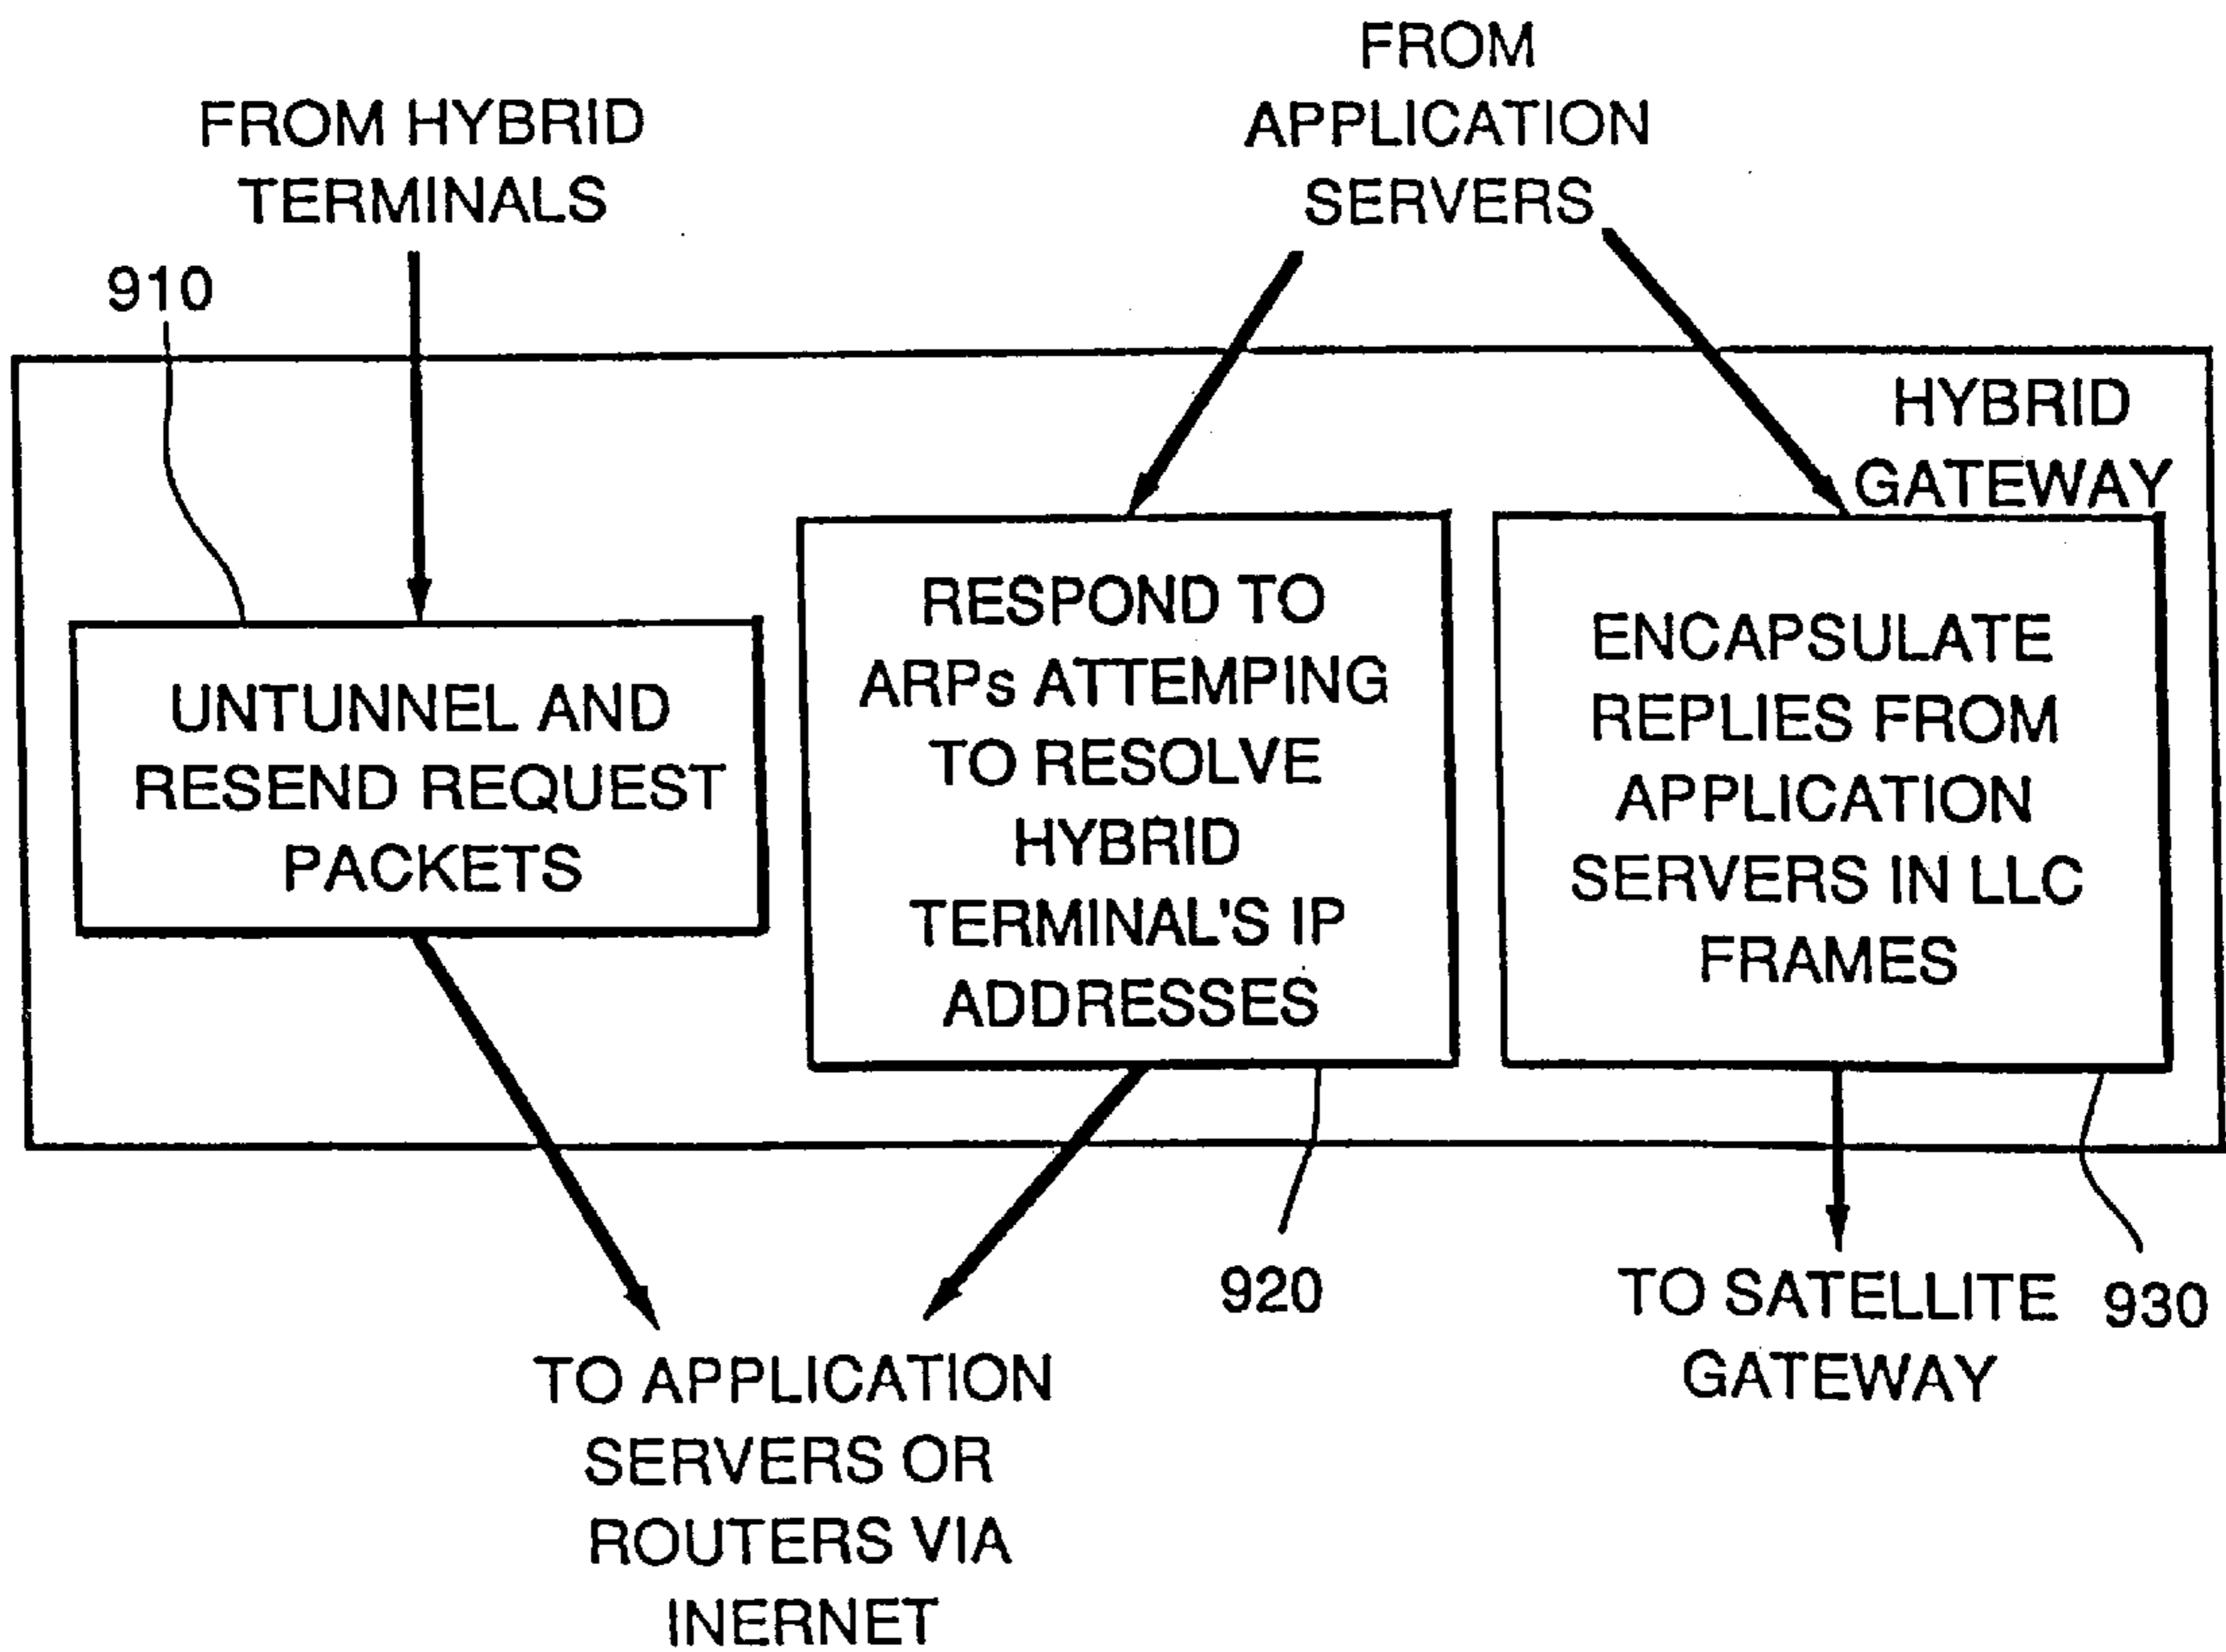 FROM HYBRID
TERMINALS
FROM
APPLICATION
SERVERS
910
HYBRID
GATEWAY
UNTUNNEL AND
RESEND REQUEST
PACKETS
RESPOND TO
ARPs ATTEMPING
TO RESOLVE
HYBRID
TERMINAL'S IP
ADDRESSES
ENCAPSULATE
REPLIES FROM
APPLICATION
SERVERS IN LLC
FRAMES
920
930
TO APPLICATION
SERVERS OR
ROUTERS VIA
INERNET
TO SATELLITE
GATEWAY